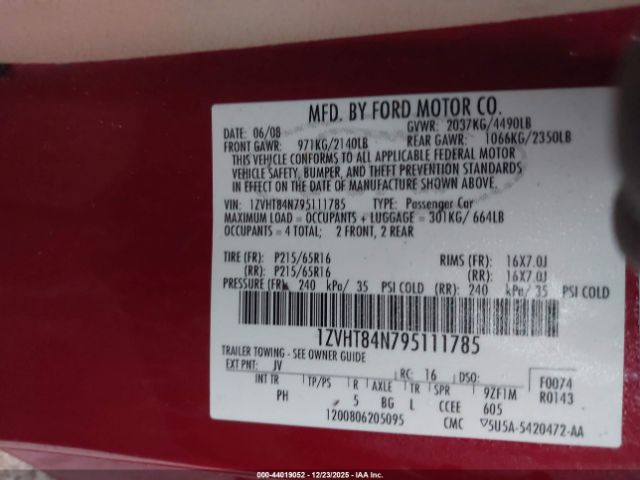 MFD. BY FORD MOTOR CO.
DATE: 06/08 GVWR: 2037KG/4490LB
FRONT GAWR: 971KG/2140LB REAR GAWR: 1066KG/2350LB
THIS VEHICLE CONFORMS TO ALL APPLICABLE FEDERAL MOTOR
VEHICLE SAFETY, BUMPER, AND THEFT PREVENTION STANDARDS
IN EFFECT ON THE DATE OF MANUFACTURE SHOWN ABOVE.
VIN: 1ZVHT84N795111785 TYPE: Passenger Car
MAXIMUM LOAD = OCCUPANTS + LUGGAGE = 301KG/ 664LB
OCCUPANTS = 4 TOTAL; 2 FRONT, 2 REAR
TIRE (FR): P215/65R16 RIMS (FR): 16X7.0J
(RR): P215/65R16 (RR): 16X7.0J
PRESSURE (FR): 240 kPa/ 35 PSI COLD (RR): 240 kPa/ 35 PSI COLD
1ZVHT84N795111785
TRAILER TOWING - SEE OWNER GUIDE
EXT PNT: JV RC: 16 DSO: F0074
INT TR TP/PS R AXLE TR SPR 9ZF1M R0143
PH 5 BG L CCEE 605
1200806205095 CMC 5U5A-5420472-AA
000-44019052 - 12/23/2025 - IAAI.COM